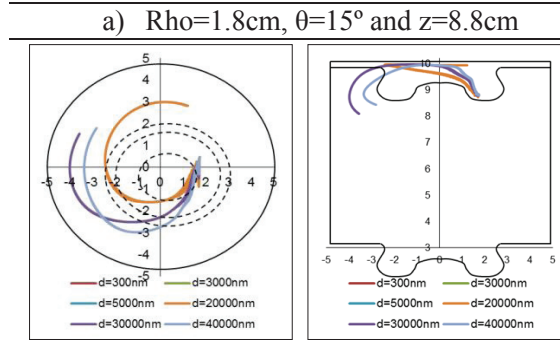 a) Rho=1.8cm, θ=15º and z=8.8cm
5
4
3
2
1
0
-5 -4 -3 -2 -1 0 1 2 3 4 5
-1
-2
-3
-4
-5
d=300nm d=3000nm
d=5000nm d=20000nm
d=30000nm d=40000nm
10
9
8
7
6
5
4
3
-5 -4 -3 -2 -1 0 1 2 3 4 5
d=300nm d=3000nm
d=5000nm d=20000nm
d=30000nm d=40000nm